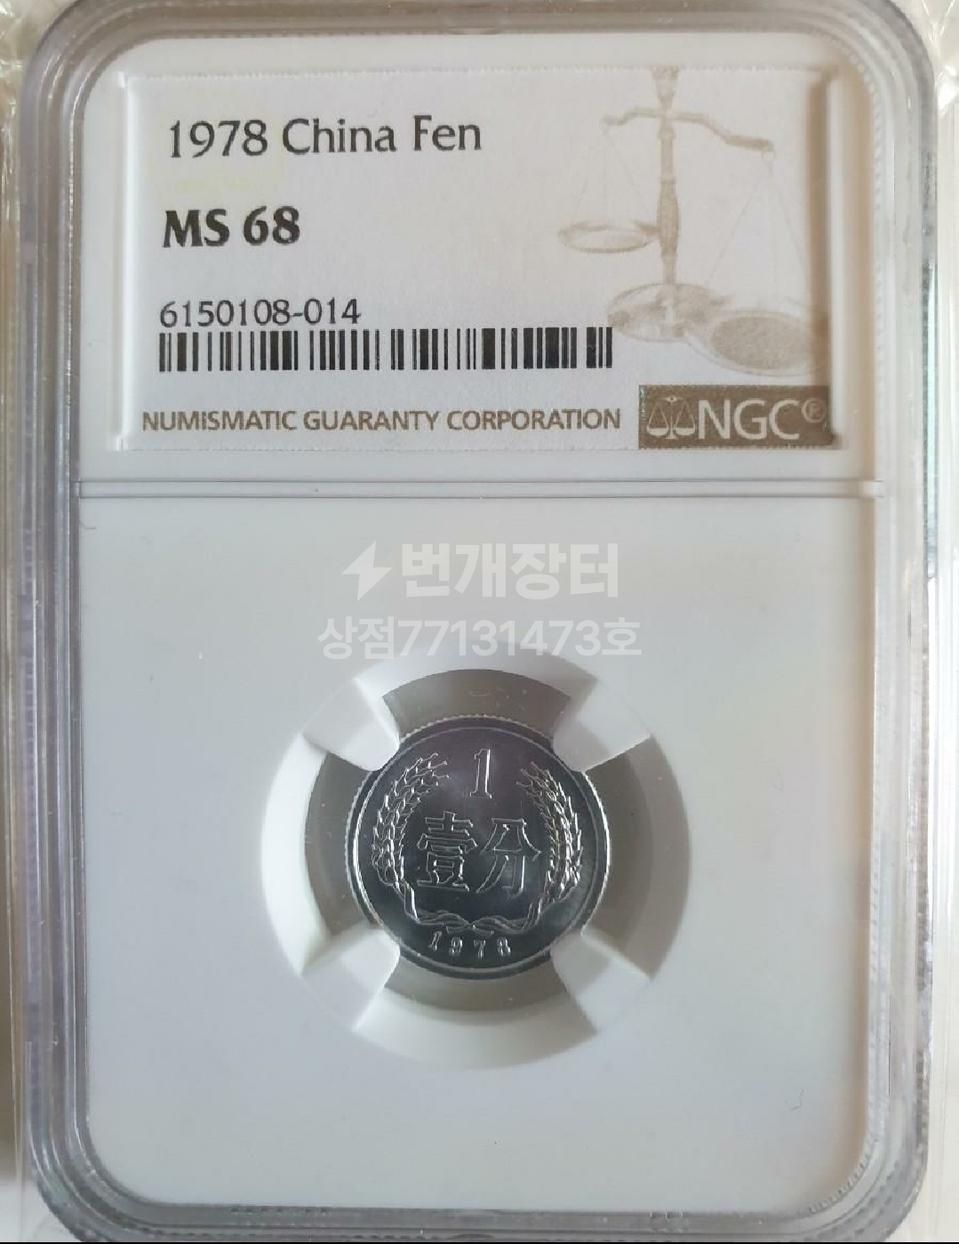 1978 China Fen
MS 68
6150108-014
NUMISMATIC GUARANTY CORPORATION
NGC®
번개장터
상점77131473호
1
壹分
1978